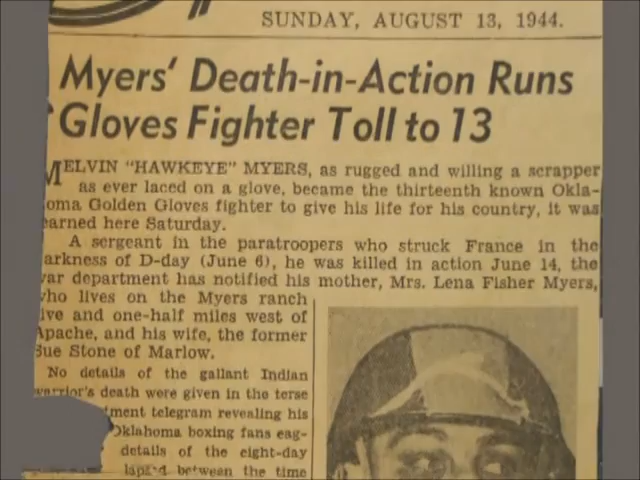 SUNDAY, AUGUST 13, 1944.
Myers' Death-in-Action Runs
Gloves Fighter Toll to 13
MELVIN "HAWKEYE" MYERS, as rugged and willing a scrapper
as ever laced on a glove, became the thirteenth known Okla-
oma Golden Gloves fighter to give his life for his country, it was
earned here Saturday.
A sergeant in the paratroopers who struck France in the
arkness of D-day (June 6), he was killed in action June 14, the
war department has notified his mother, Mrs. Lena Fisher Myers,
who lives on the Myers ranch
ive and one-half miles west of
Apache, and his wife, the former
Sue Stone of Marlow.
No details of the gallant Indian
warrior's death were given in the terse
tment telegram revealing his
Oklahoma boxing fans eag-
details of the eight-day
lapsed between the time